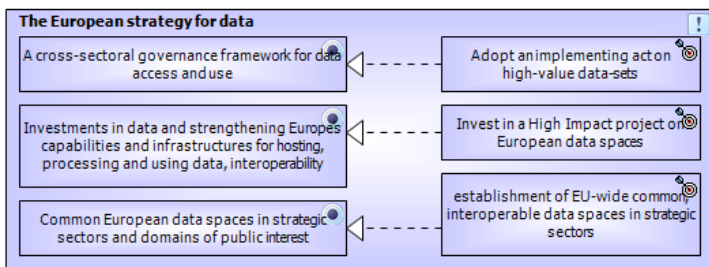 The European strategy for data
!
A cross-sectoral governance framework for data
access and use
Adopt an implementing act on
high-value data-sets
Investments in data and strengthening Europes
capabilities and infrastructures for hosting,
processing and using data, interoperability
Invest in a High Impact project on
European data spaces
Common European data spaces in strategic
sectors and domains of public interest
establishment of EU-wide common,
interoperable data spaces in strategic
sectors